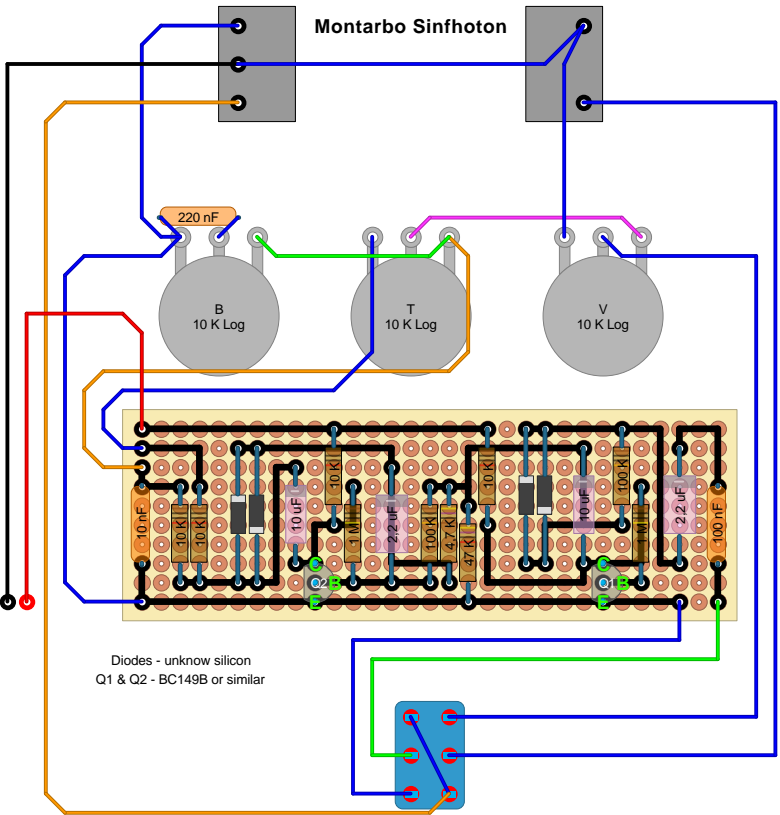 Montarbo Sinfhoton
220 nF
B
10 K Log
T
10 K Log
V
10 K Log
10 nF
10 K
10 K
10 uF
10 K
1 M
2.2 uF
100 K
4.7 K
47 K
10 K
10 uF
100 K
1 M
2.2 uF
100 nF
C
Q2
B
E
C
Q1
B
E
Diodes - unknow silicon
Q1 & Q2 - BC149B or similar